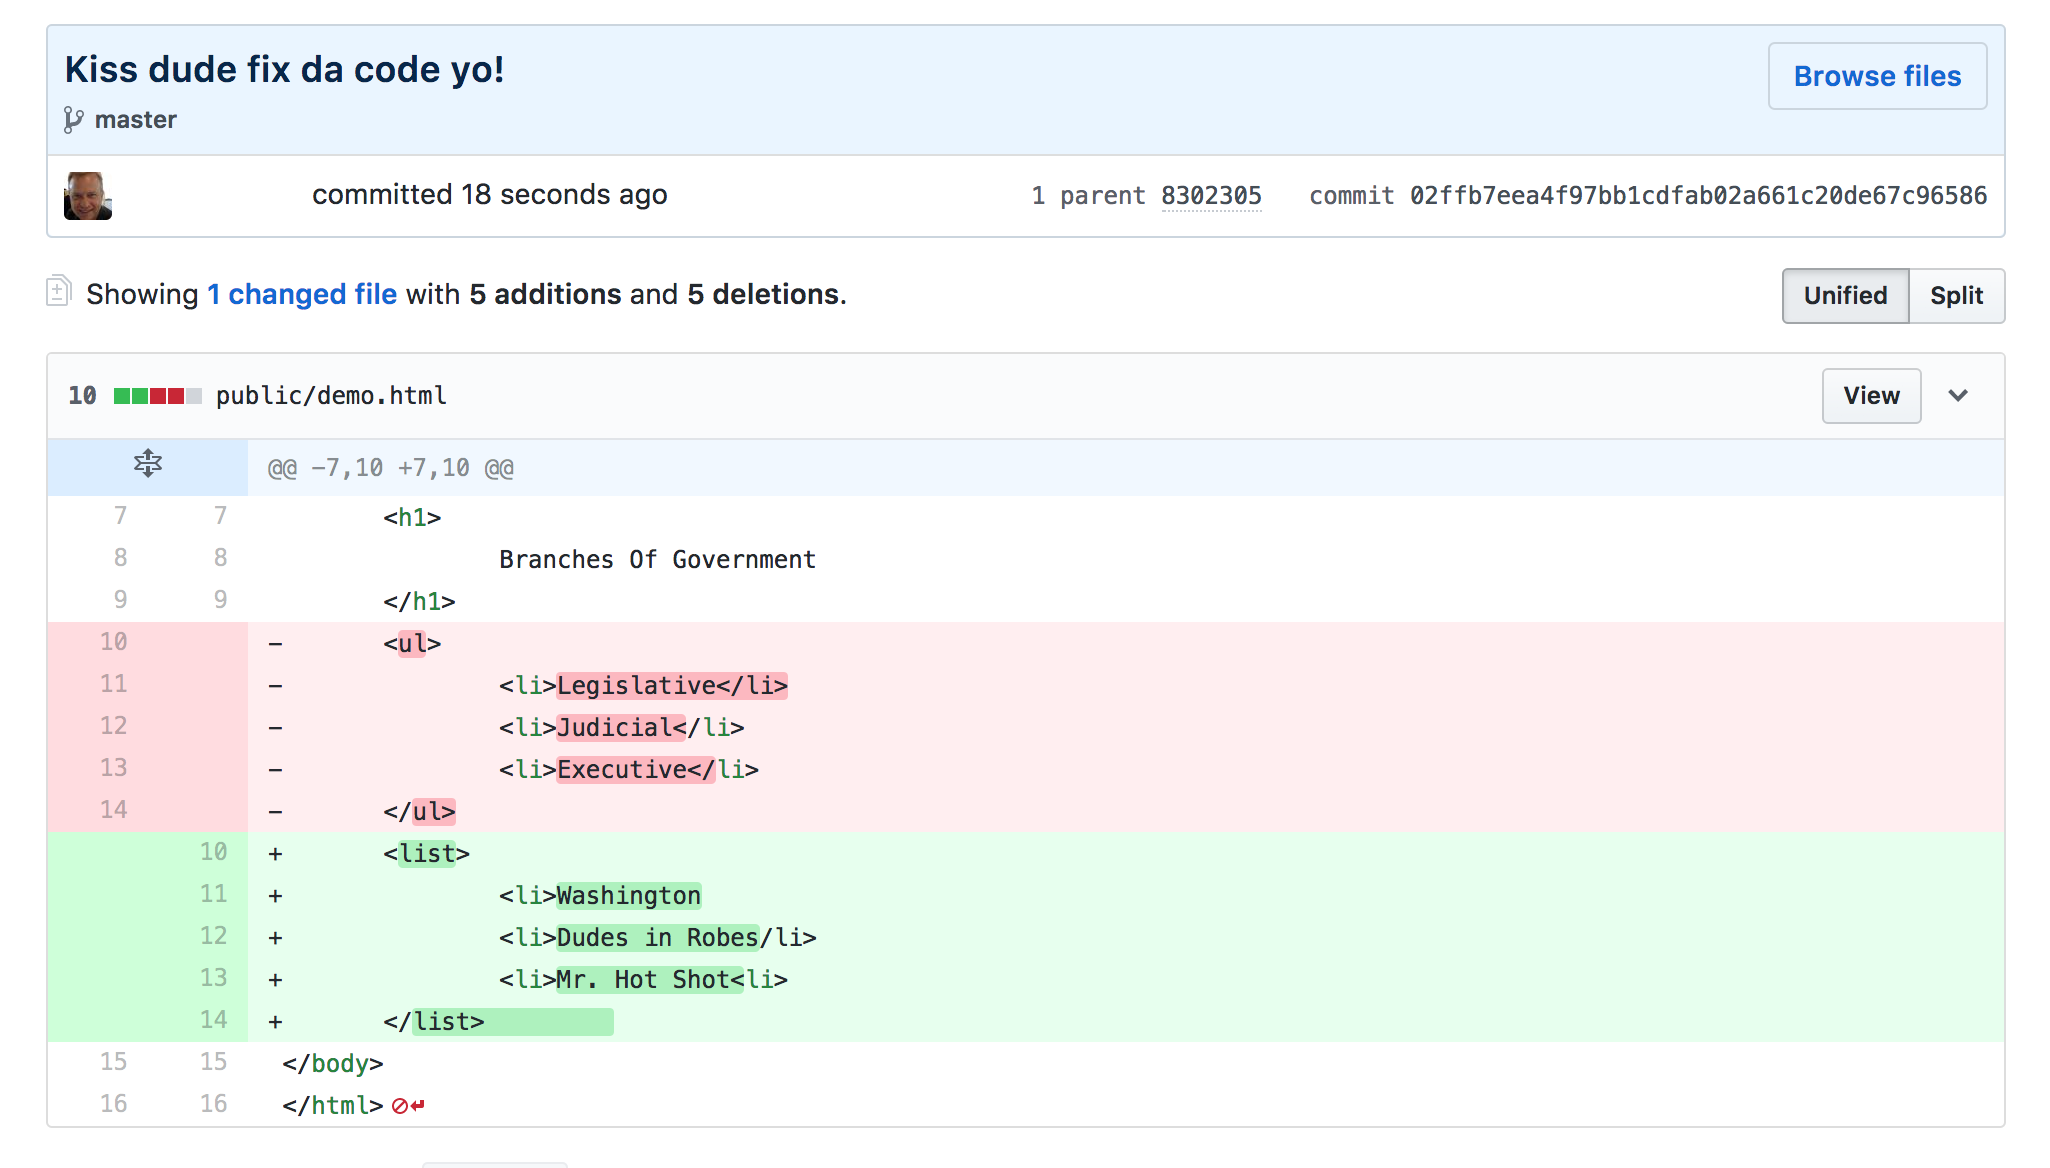 Kiss dude fix da code yo!
Browse files
master
committed 18 seconds ago 1 parent 8302305 commit 02ffb7eea4f97bb1cdfab02a661c20de67c96586
Showing 1 changed file with 5 additions and 5 deletions.
Unified Split
10 public/demo.html View
@@ -7,10 +7,10 @@
7 7 <h1>
8 8 Branches Of Government
9 9 </h1>
10 - <ul>
11 - <li>Legislative</li>
12 - <li>Judicial</li>
13 - <li>Executive</li>
14 - </ul>
10 + <list>
11 + <li>Washington
12 + <li>Dudes in Robes/li>
13 + <li>Mr. Hot Shot<li>
14 + </list>
15 15 </body>
16 16 </html>